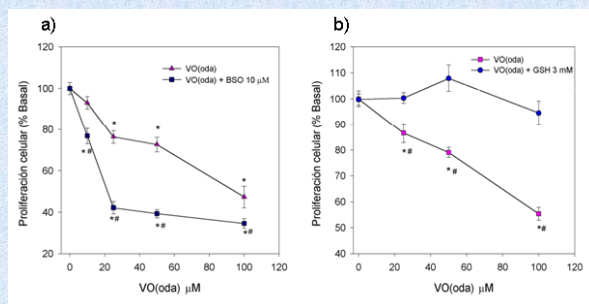 a)
b)
VO(oda)
VO(oda) + BSO 10 µM
VO(oda)
VO(oda) + GSH 3 mM
Proliferación celular (% Basal)
120
100
80
60
40
20
*
*
*
*#
*#
*#
*#
0 20 40 60 80 100 120
VO(oda) µM
Proliferación celular (% Basal)
120
110
100
90
80
70
60
50
40
*#
*#
*#
0 20 40 60 80 100 120
VO(oda) µM